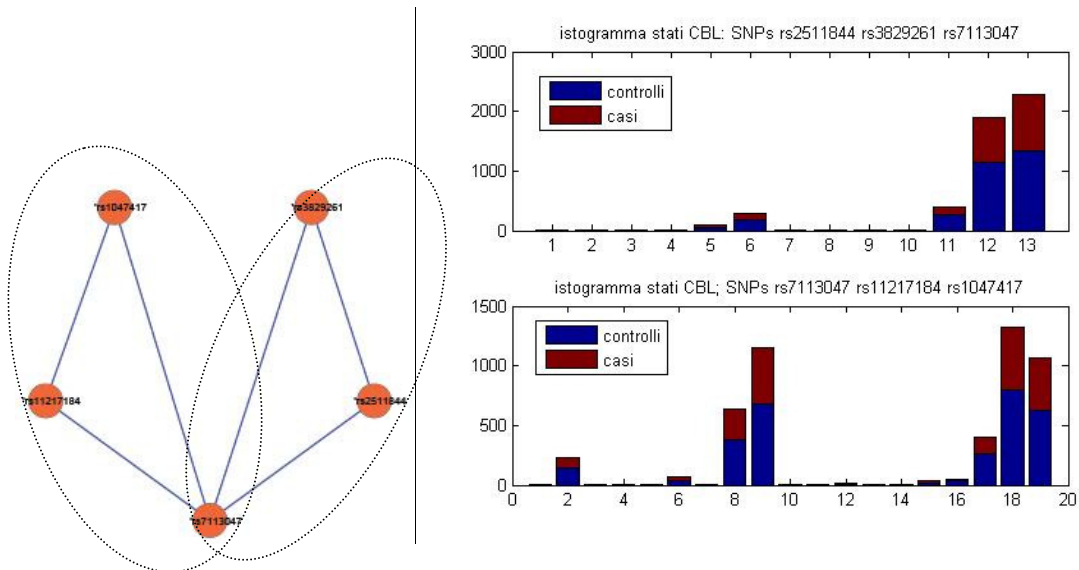 rs1047417
rs3829261
rs11217184
rs2511844
rs7113047
istogramma stati CBL: SNPs rs2511844 rs3829261 rs7113047
3000
2000
1000
0
controlli
casi
1 2 3 4 5 6 7 8 9 10 11 12 13
istogramma stati CBL; SNPs rs7113047 rs11217184 rs1047417
1500
1000
500
0
controlli
casi
0 2 4 6 8 10 12 14 16 18 20